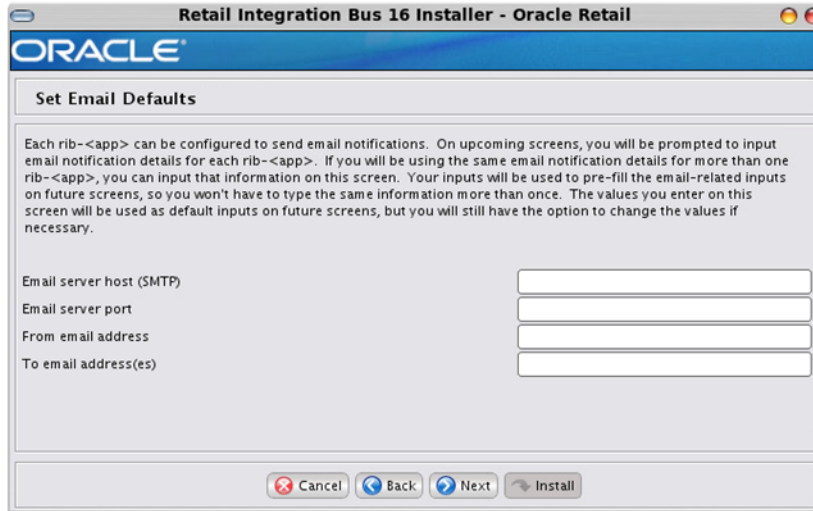 Retail Integration Bus 16 Installer - Oracle Retail
ORACLE®
Set Email Defaults
Each rib-<app> can be configured to send email notifications. On upcoming screens, you will be prompted to input
email notification details for each rib-<app>. If you will be using the same email notification details for more than one
rib-<app>, you can input that information on this screen. Your inputs will be used to pre-fill the email-related inputs
on future screens, so you won't have to type the same information more than once. The values you enter on this
screen will be used as default inputs on future screens, but you will still have the option to change the values if
necessary.
Email server host (SMTP)
Email server port
From email address
To email address(es)
Cancel Back Next Install